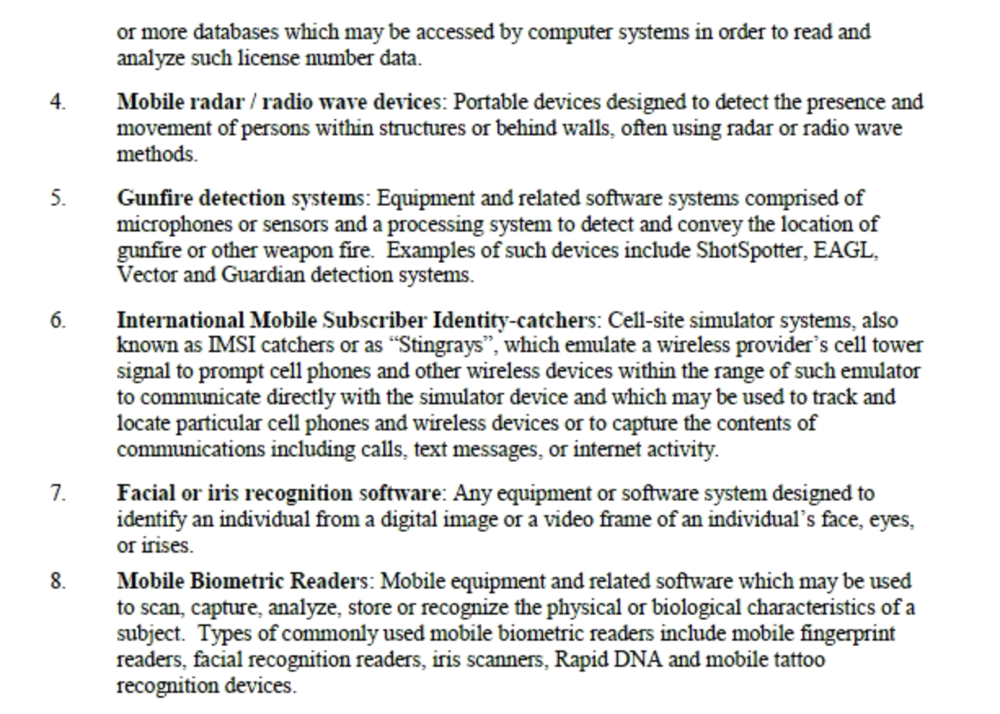 or more databases which may be accessed by computer systems in order to read and
analyze such license number data.
4. Mobile radar / radio wave devices: Portable devices designed to detect the presence and
movement of persons within structures or behind walls, often using radar or radio wave
methods.
5. Gunfire detection systems: Equipment and related software systems comprised of
microphones or sensors and a processing system to detect and convey the location of
gunfire or other weapon fire.  Examples of such devices include ShotSpotter, EAGL,
Vector and Guardian detection systems.
6. International Mobile Subscriber Identity-catchers: Cell-site simulator systems, also
known as IMSI catchers or as “Stingrays”, which emulate a wireless provider’s cell tower
signal to prompt cell phones and other wireless devices within the range of such emulator
to communicate directly with the simulator device and which may be used to track and
locate particular cell phones and wireless devices or to capture the contents of
communications including calls, text messages, or internet activity.
7. Facial or iris recognition software: Any equipment or software system designed to
identify an individual from a digital image or a video frame of an individual’s face, eyes,
or irises.
8. Mobile Biometric Readers: Mobile equipment and related software which may be used
to scan, capture, analyze, store or recognize the physical or biological characteristics of a
subject.  Types of commonly used mobile biometric readers include mobile fingerprint
readers, facial recognition readers, iris scanners, Rapid DNA and mobile tattoo
recognition devices.